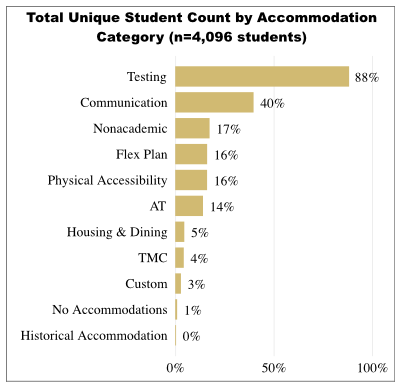 Total Unique Student Count by Accommodation
Category (n=4,096 students)
Testing 88%
Communication 40%
Nonacademic 17%
Flex Plan 16%
Physical Accessibility 16%
AT 14%
Housing & Dining 5%
TMC 4%
Custom 3%
No Accommodations 1%
Historical Accommodation 0%
0% 50% 100%